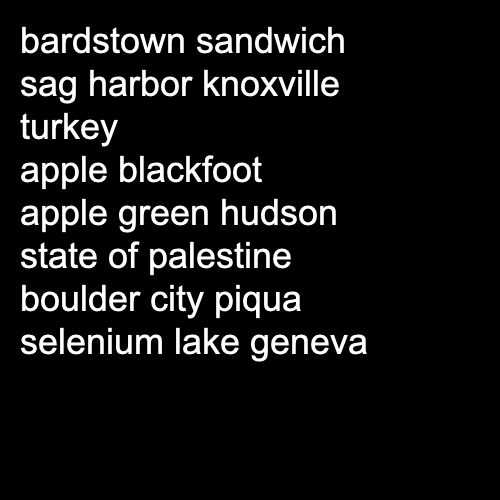 bardstown sandwich
sag harbor knoxville
turkey
apple blackfoot
apple green hudson
state of palestine
boulder city piqua
selenium lake geneva